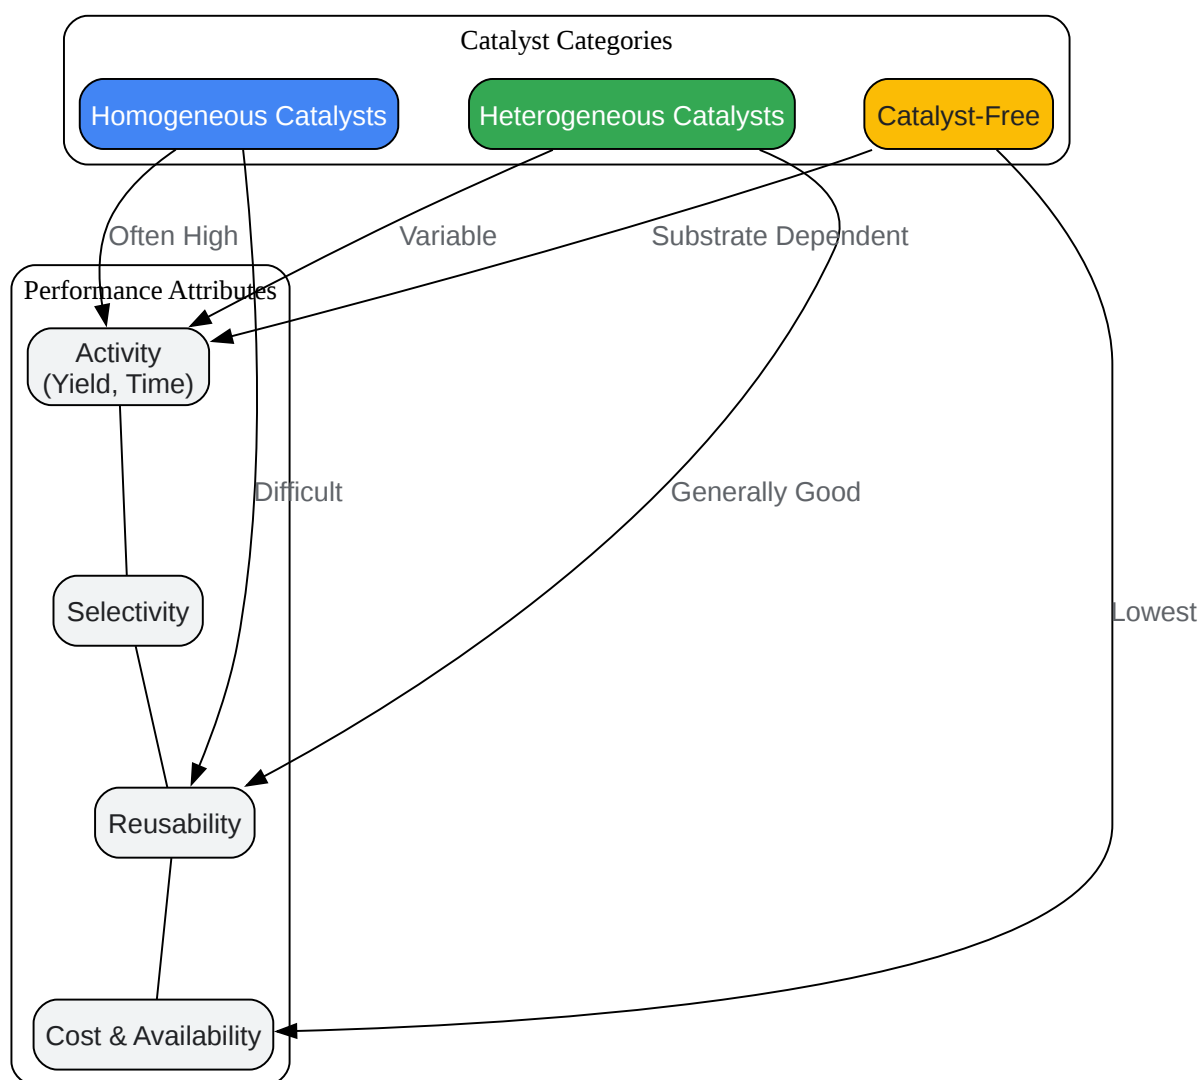 Catalyst Categories
Homogeneous Catalysts
Heterogeneous Catalysts
Catalyst-Free
Often High
Variable
Substrate Dependent
Performance Attributes
Activity
(Yield, Time)
Difficult
Generally Good
Selectivity
Lowest
Reusability
Cost & Availability